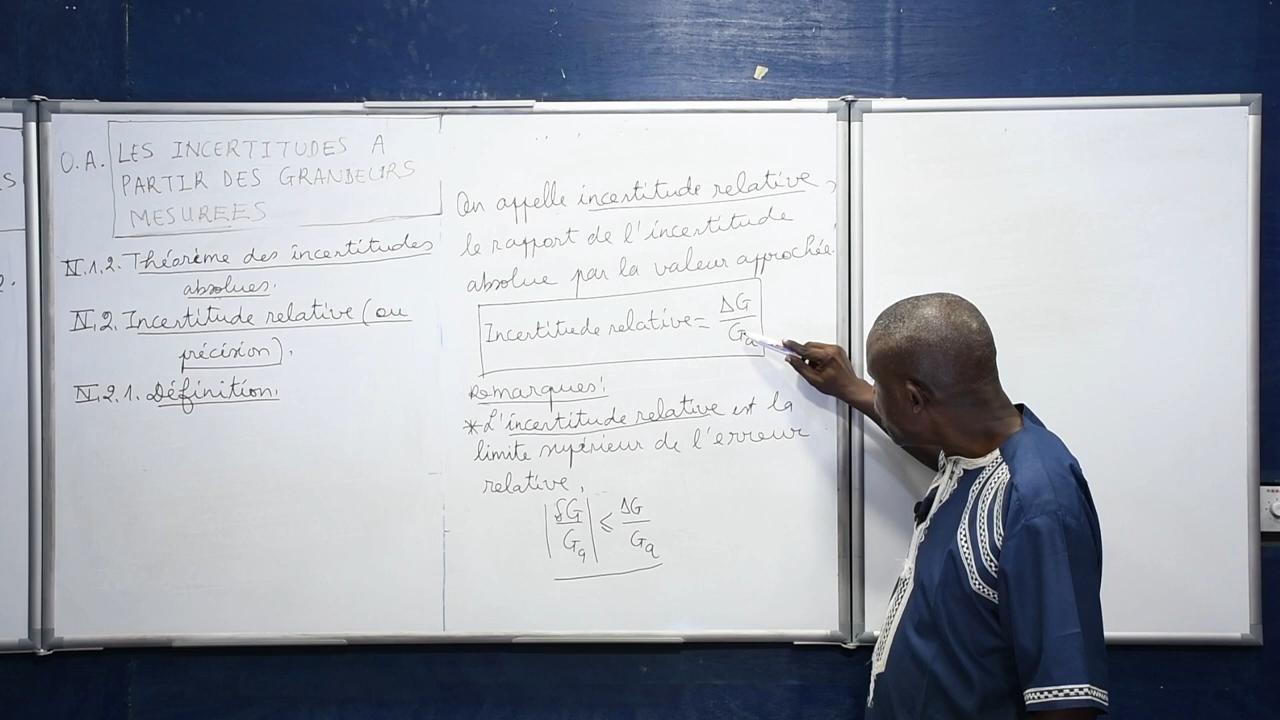 S
O.A. LES INCERTITUDES A
PARTIR DES GRANDEURS
MESUREES
IV.1.2. Théorème des incertitudes
absolues.
IV.2. Incertitude relative (ou
précision).
IV.2.1. Définition.
On appelle incertitude relative,
le rapport de l'incertitude
absolue par la valeur approchée.
Incertitude relative = ΔG/Ga
Remarques:
*L'incertitude relative est la
limite supérieur de l'erreur
relative.
|δG/Ga| ⩽ ΔG/Ga